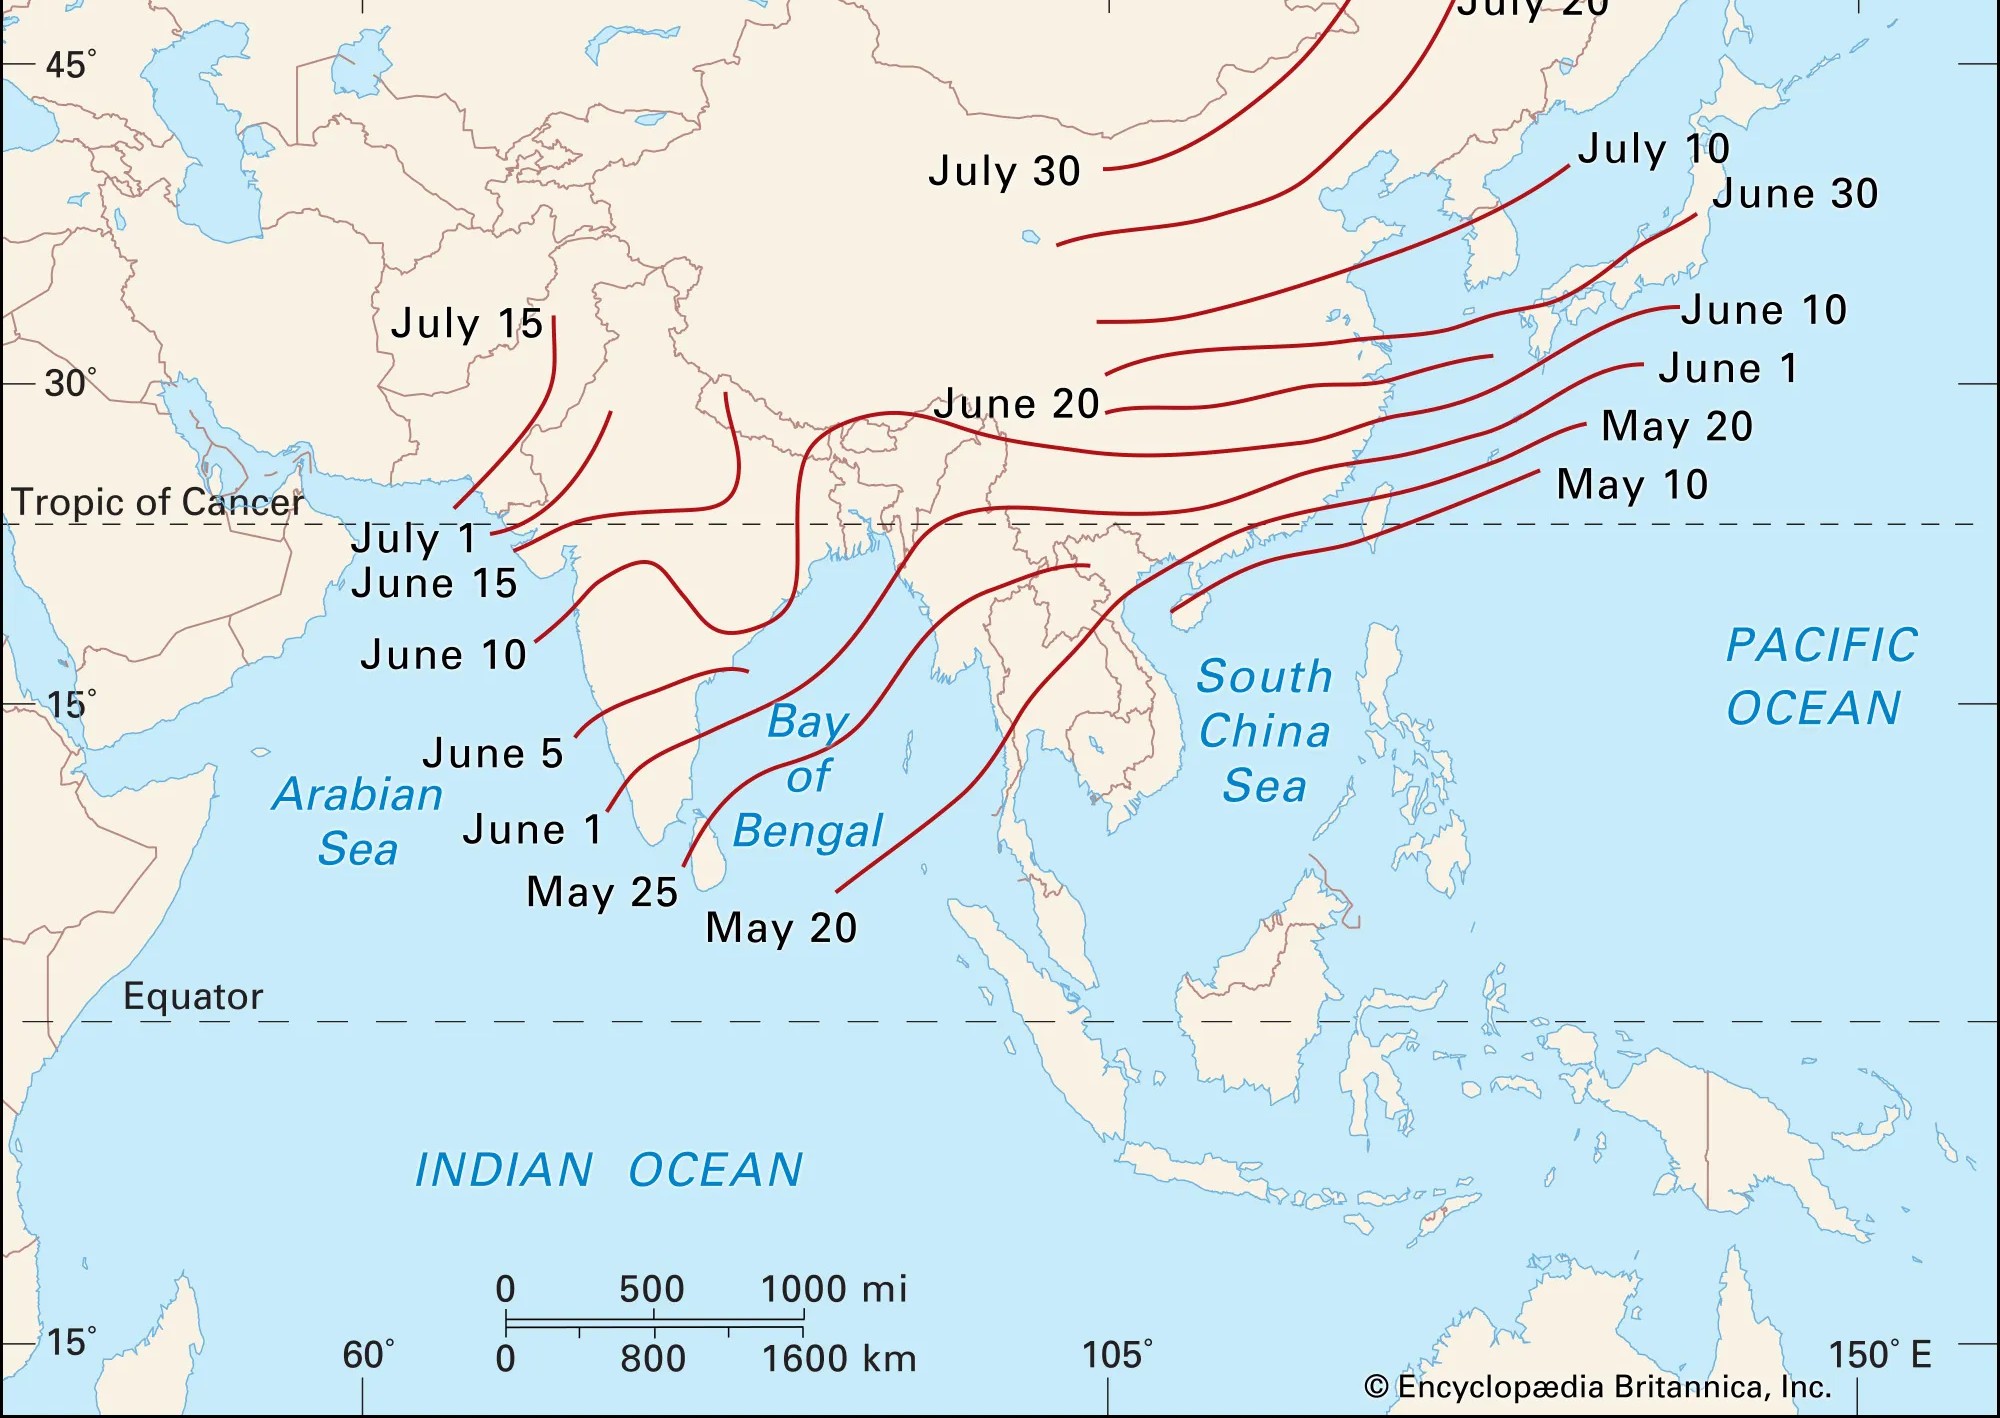 July 20
45°
July 10
July 30
June 30
June 10
July 15
June 1
30°
June 20
May 20
May 10
Tropic of Cancer
July 1
June 15
June 10
PACIFIC
OCEAN
South
China
Sea
15°
Bay
of
Bengal
June 5
Arabian
Sea
June 1
May 25
May 20
Equator
INDIAN OCEAN
0 500 1000 mi
0 800 1600 km
15°
60°
105°
150° E
© Encyclopædia Britannica, Inc.